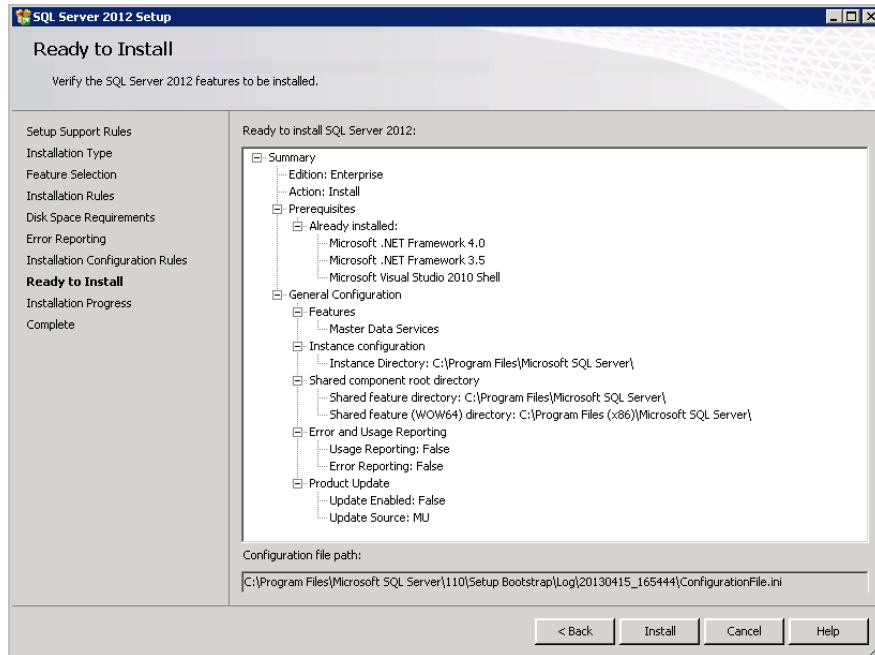 SQL Server 2012 Setup
Ready to Install
Verify the SQL Server 2012 features to be installed.
Setup Support Rules
Installation Type
Feature Selection
Installation Rules
Disk Space Requirements
Error Reporting
Installation Configuration Rules
Ready to Install
Installation Progress
Complete
Ready to install SQL Server 2012:
Summary
Edition: Enterprise
Action: Install
Prerequisites
Already installed:
Microsoft .NET Framework 4.0
Microsoft .NET Framework 3.5
Microsoft Visual Studio 2010 Shell
General Configuration
Features
Master Data Services
Instance configuration
Instance Directory: C:\Program Files\Microsoft SQL Server\
Shared component root directory
Shared feature directory: C:\Program Files\Microsoft SQL Server\
Shared feature (WOW64) directory: C:\Program Files (x86)\Microsoft SQL Server\
Error and Usage Reporting
Usage Reporting: False
Error Reporting: False
Product Update
Update Enabled: False
Update Source: MU
Configuration file path:
C:\Program Files\Microsoft SQL Server\110\Setup Bootstrap\Log\20130415_165444\ConfigurationFile.ini
< Back
Install
Cancel
Help